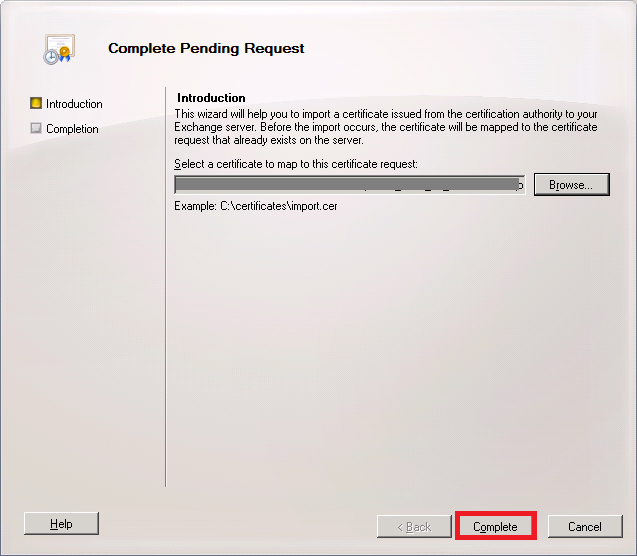 Complete Pending Request
Introduction
Completion
Introduction
This wizard will help you to import a certificate issued from the certification authority to your
Exchange server. Before the import occurs, the certificate will be mapped to the certificate
request that already exists on the server.
Select a certificate to map to this certificate request:
Browse...
Example: C:\certificates\import.cer
Help
< Back
Complete
Cancel